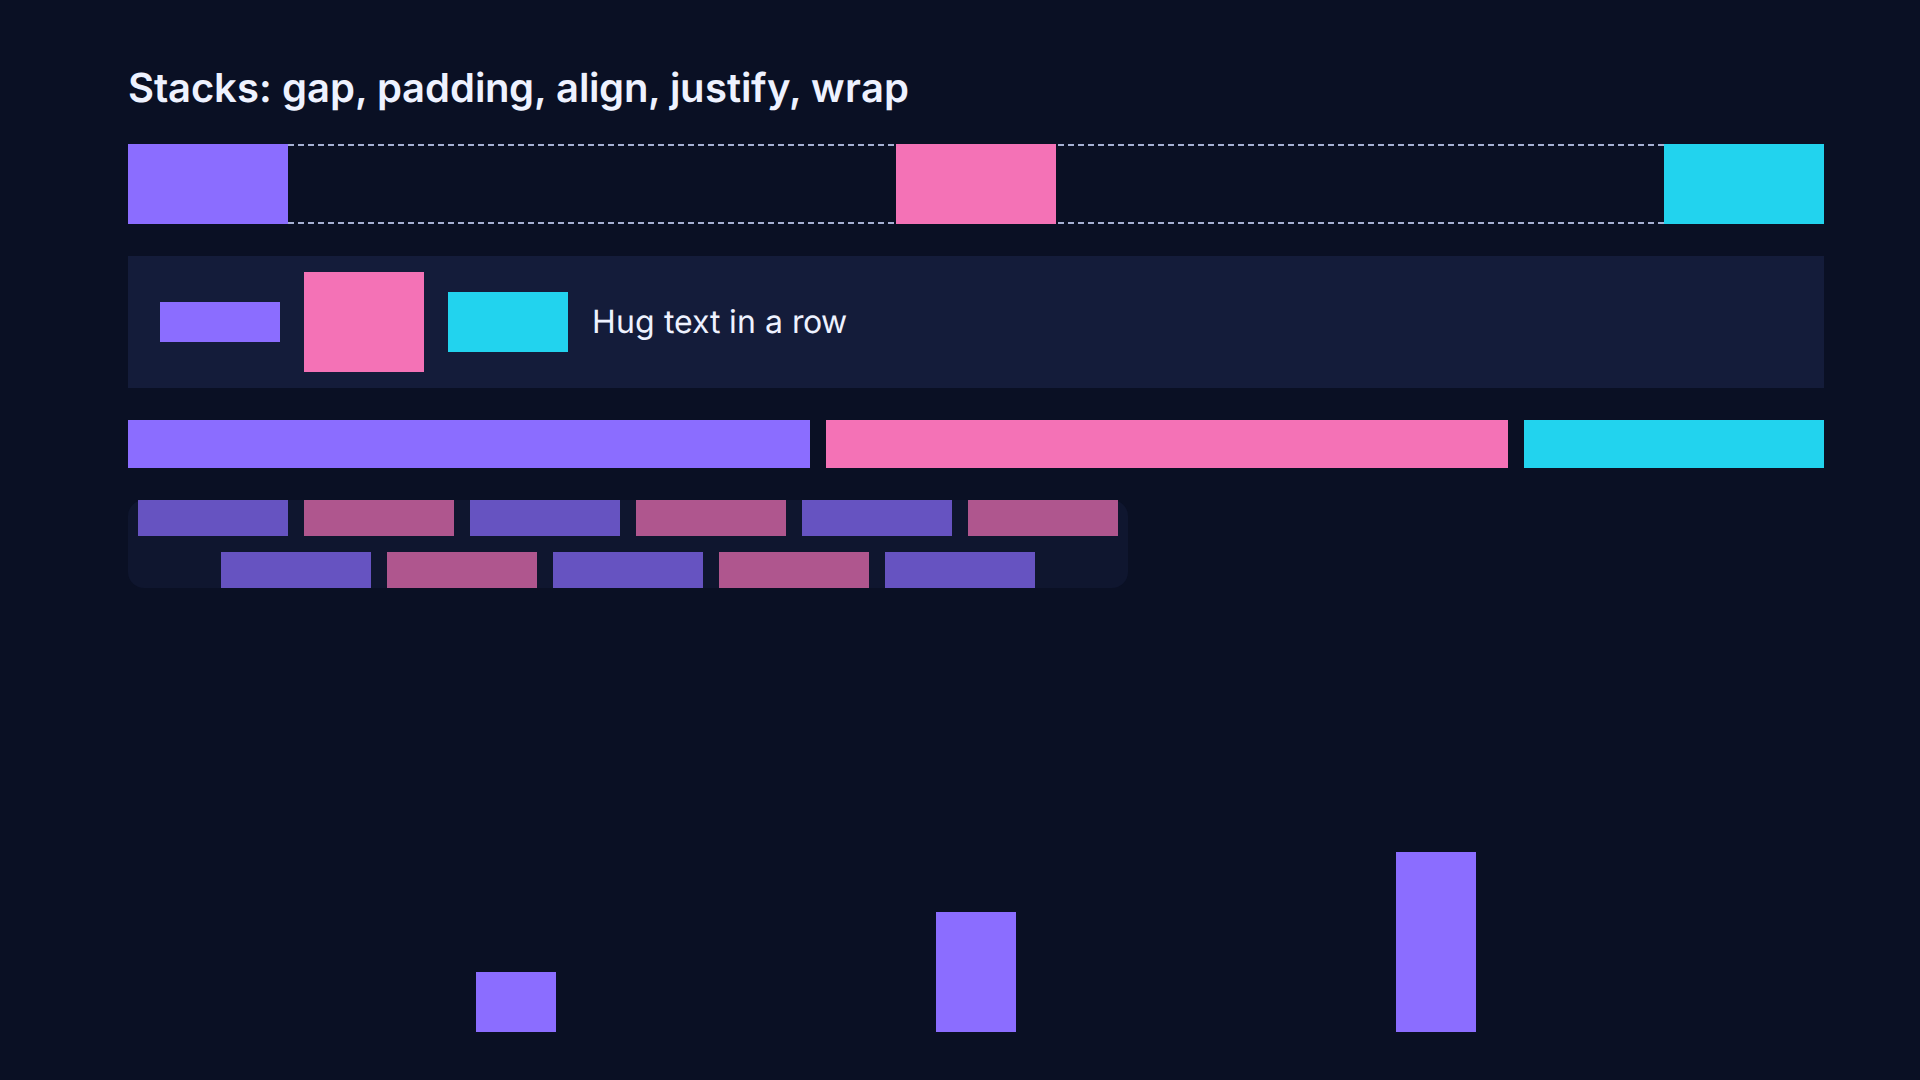 Stacks: gap, padding, align, justify, wrap
Hug text in a row